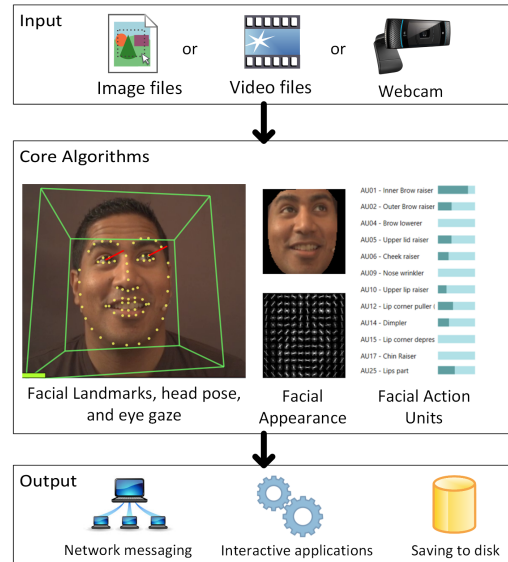 Input
or
or
Image files
Video files
Webcam
Core Algorithms
AU01 - Inner Brow raiser
AU02 - Outer Brow raiser
AU04 - Brow lowerer
AU05 - Upper lid raiser
AU06 - Cheek raiser
AU09 - Nose wrinkler
AU10 - Upper lip raiser
AU12 - Lip corner puller (
AU14 - Dimpler
AU15 - Lip corner depres
AU17 - Chin Raiser
AU25 - Lips part
Facial Landmarks, head pose,
and eye gaze
Facial
Appearance
Facial Action
Units
Output
Network messaging
Interactive applications
Saving to disk